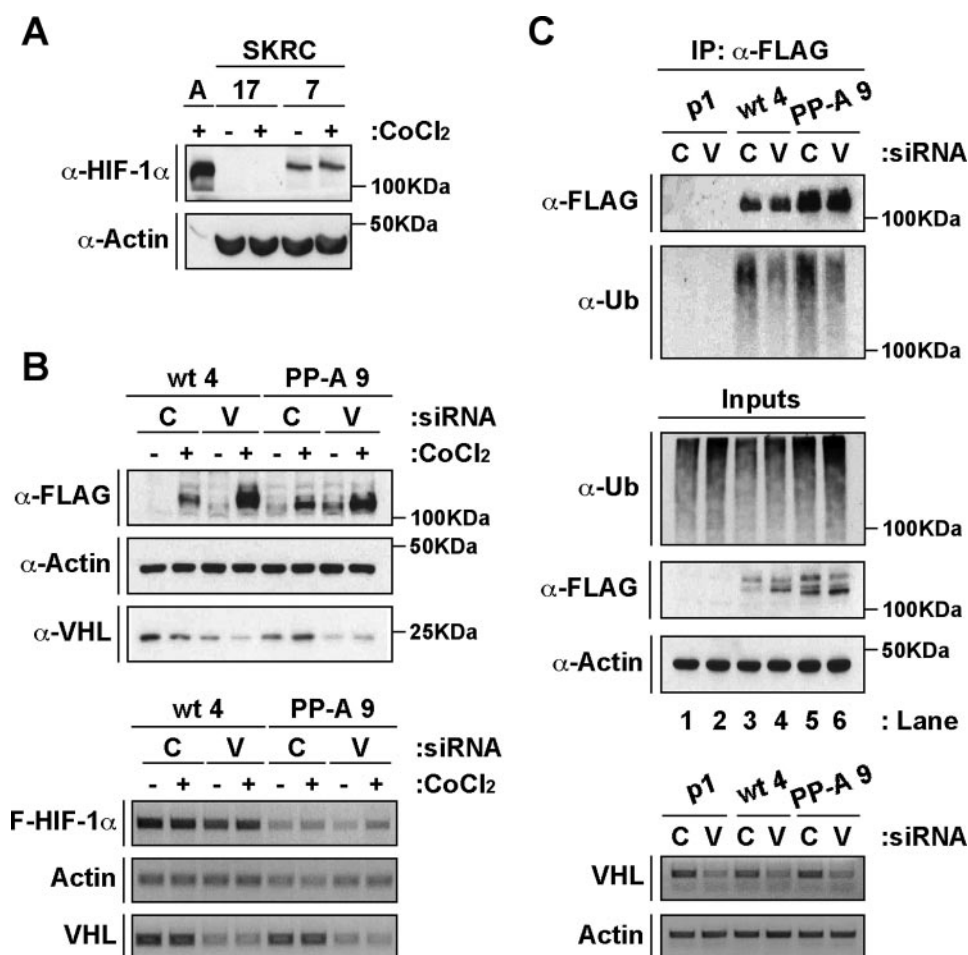 A
SKRC
A 17 7
+ - + - + :CoCl2
α-HIF-1α
100KDa
50KDa
α-Actin
B
wt 4 PP-A 9
C V C V :siRNA
- + - + - + - + :CoCl2
α-FLAG
100KDa
50KDa
α-Actin
α-VHL
25KDa
wt 4 PP-A 9
C V C V :siRNA
- + - + - + - + :CoCl2
F-HIF-1α
Actin
VHL
C
IP: α-FLAG
p1 wt 4 PP-A 9
C V C V C V :siRNA
α-FLAG
100KDa
α-Ub
100KDa
Inputs
α-Ub
100KDa
α-FLAG
100KDa
50KDa
α-Actin
1 2 3 4 5 6 : Lane
p1 wt 4 PP-A 9
C V C V C V :siRNA
VHL
Actin